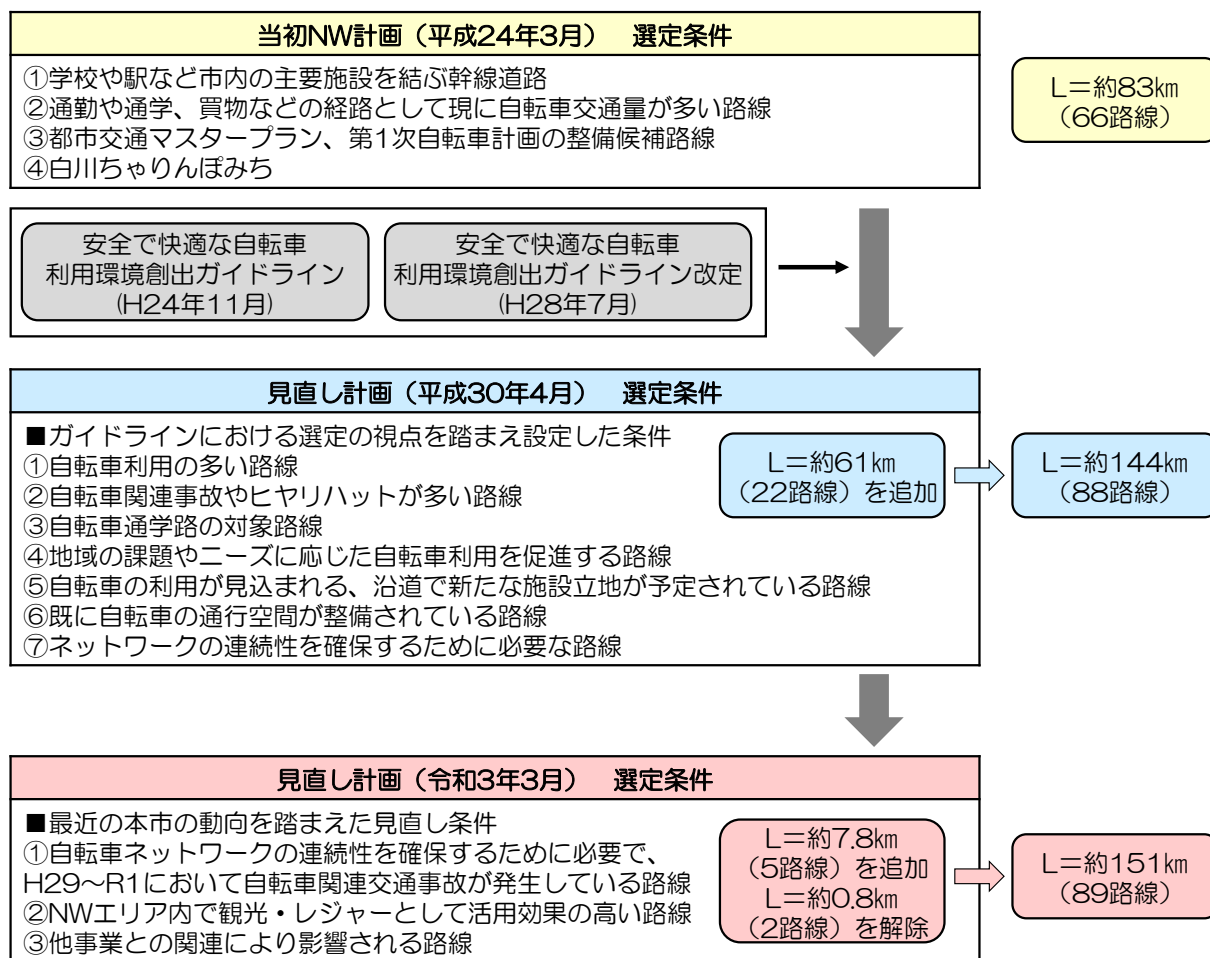 当初NW計画（平成24年3月）　選定条件
①学校や駅など市内の主要施設を結ぶ幹線道路
②通勤や通学、買物などの経路として現に自転車交通量が多い路線
③都市交通マスタープラン、第1次自転車計画の整備候補路線
④白川ちゃりんぽみち
L＝約83㎞
（66路線）
安全で快適な自転車
利用環境創出ガイドライン
(H24年11月)
安全で快適な自転車
利用環境創出ガイドライン改定
(H28年7月)
見直し計画（平成30年4月）　選定条件
■ガイドラインにおける選定の視点を踏まえ設定した条件
①自転車利用の多い路線
②自転車関連事故やヒヤリハットが多い路線
③自転車通学路の対象路線
④地域の課題やニーズに応じた自転車利用を促進する路線
⑤自転車の利用が見込まれる、沿道で新たな施設立地が予定されている路線
⑥既に自転車の通行空間が整備されている路線
⑦ネットワークの連続性を確保するために必要な路線
L＝約61㎞
（22路線）を追加
L＝約144㎞
（88路線）
見直し計画（令和3年3月）　選定条件
■最近の本市の動向を踏まえた見直し条件
①自転車ネットワークの連続性を確保するために必要で、
H29～R1において自転車関連交通事故が発生している路線
②NWエリア内で観光・レジャーとして活用効果の高い路線
③他事業との関連により影響される路線
L＝約7.8㎞
（5路線）を追加
L＝約0.8㎞
（2路線）を解除
L＝約151㎞
（89路線）